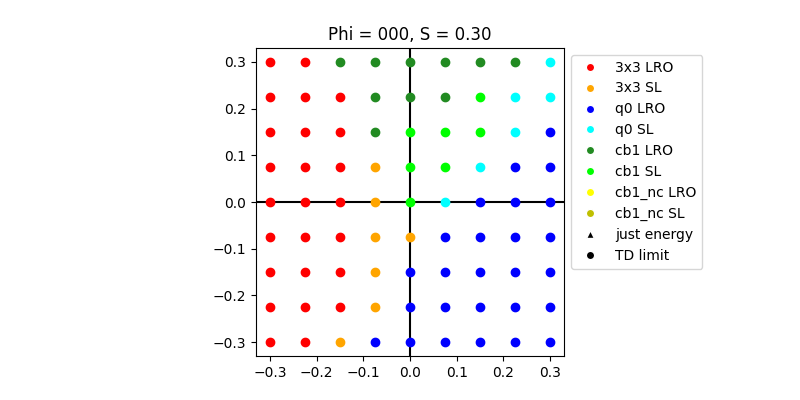 Phi = 000, S = 0.30
0.3
0.2
0.1
0.0
−0.1
−0.2
−0.3
−0.3 −0.2 −0.1 0.0 0.1 0.2 0.3
3x3 LRO
3x3 SL
q0 LRO
q0 SL
cb1 LRO
cb1 SL
cb1_nc LRO
cb1_nc SL
just energy
TD limit